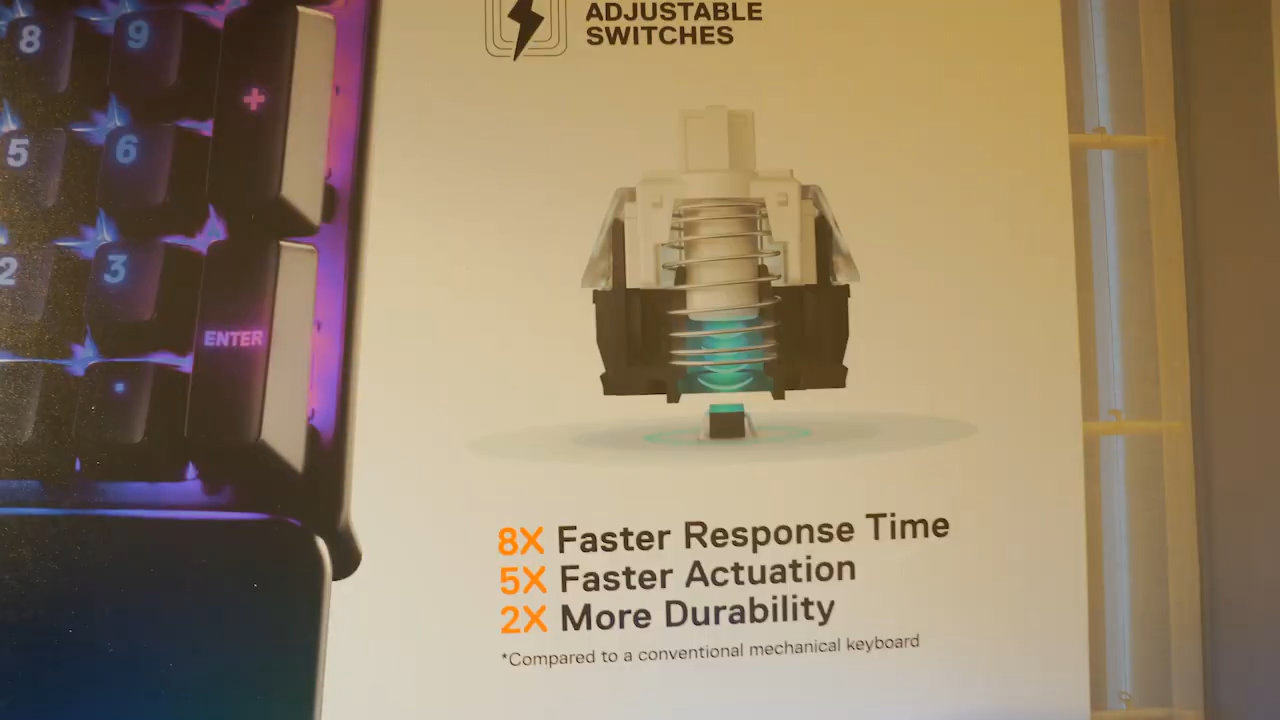 8 9
+
5 6
2 3
ENTER
.
ADJUSTABLE
SWITCHES
8X Faster Response Time
5X Faster Actuation
2X More Durability
*Compared to a conventional mechanical keyboard